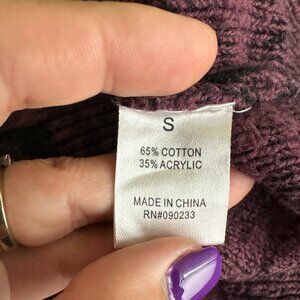 S
65% COTTON
35% ACRYLIC
MADE IN CHINA
RN#090233